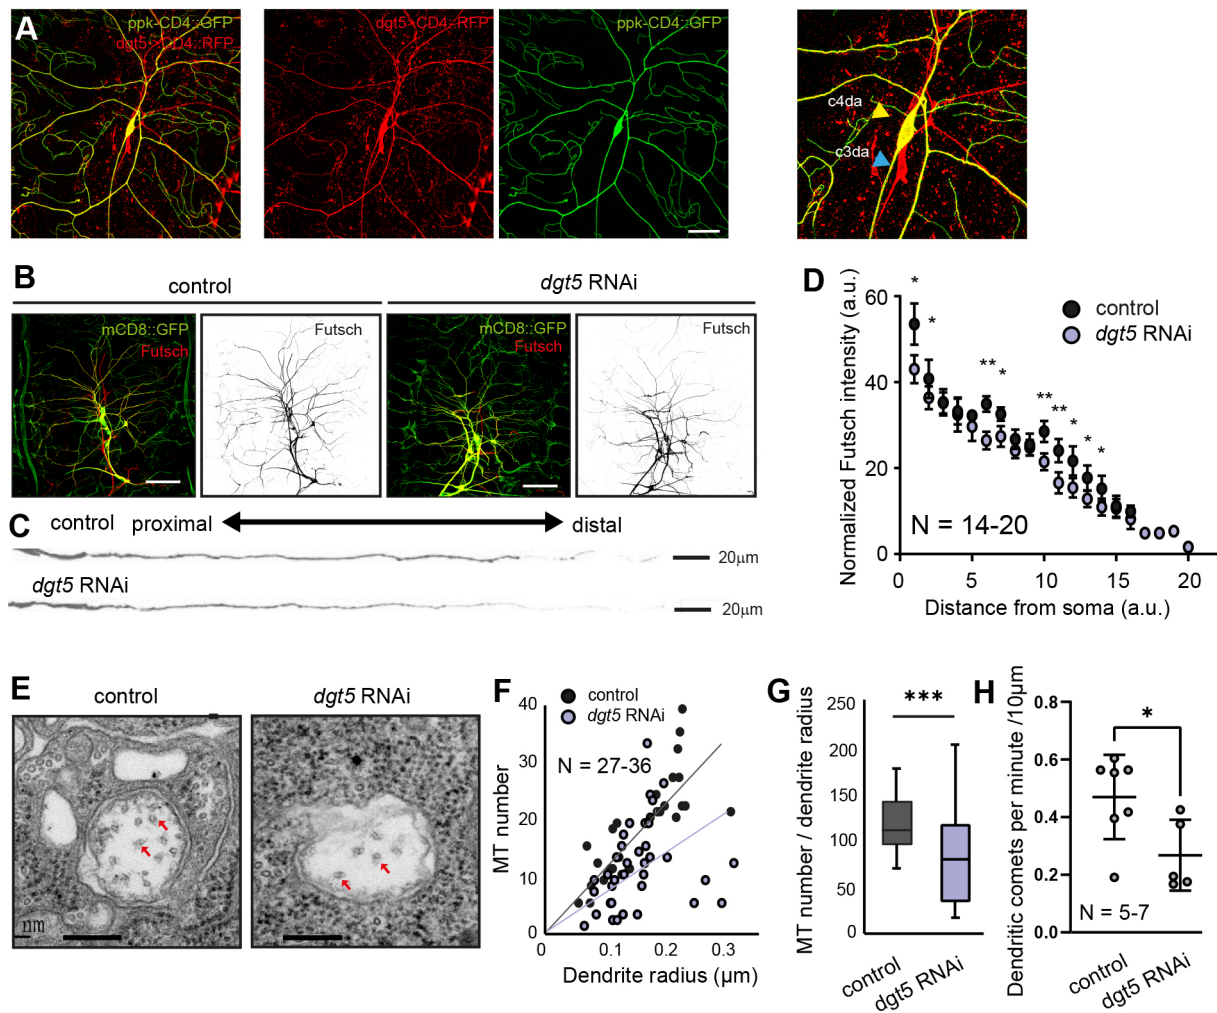 A
ppk-CD4::GFP
dgt5>CD4::RFP
dgt5>CD4::RFP
ppk-CD4::GFP
c4da
c3da
B
control
dgt5 RNAi
mCD8::GFP
Futsch
Futsch
mCD8::GFP
Futsch
Futsch
C
control proximal distal
20μm
dgt5 RNAi
20μm
D
Normalized Futsch intensity (a.u.)
60
40
20
0
* * ** * ** ** * * *
control
dgt5 RNAi
N = 14-20
0 5 10 15 20
Distance from soma (a.u.)
E
control
dgt5 RNAi
nm
F
control
dgt5 RNAi
N = 27-36
MT number
40
30
20
10
0
0 0.1 0.2 0.3
Dendrite radius (μm)
G
MT number / dendrite radius
250
200
150
100
50
0
***
control
dgt5 RNAi
H
Dendritic comets per minute /10μm
0.8
0.6
0.4
0.2
0.0
*
N = 5-7
control
dgt5 RNAi